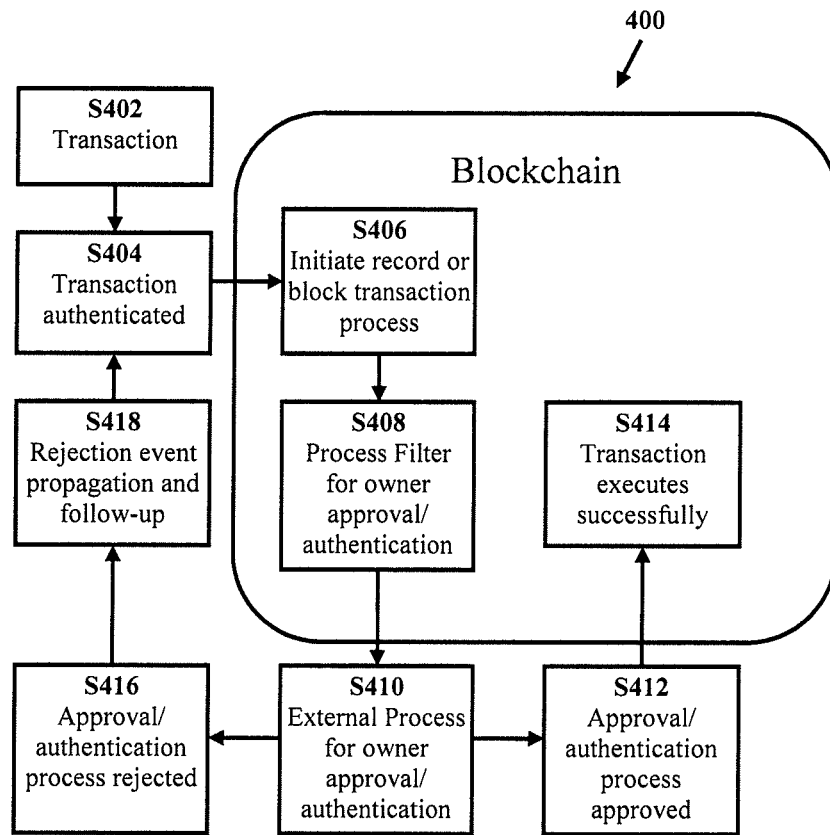 400
S402
Transaction
Blockchain
S404
Transaction
authenticated
S406
Initiate record or
block transaction
process
S418
Rejection event
propagation and
follow-up
S408
Process Filter
for owner
approval/
authentication
S414
Transaction
executes
successfully
S416
Approval/
authentication
process rejected
S410
External Process
for owner
approval/
authentication
S412
Approval/
authentication
process
approved